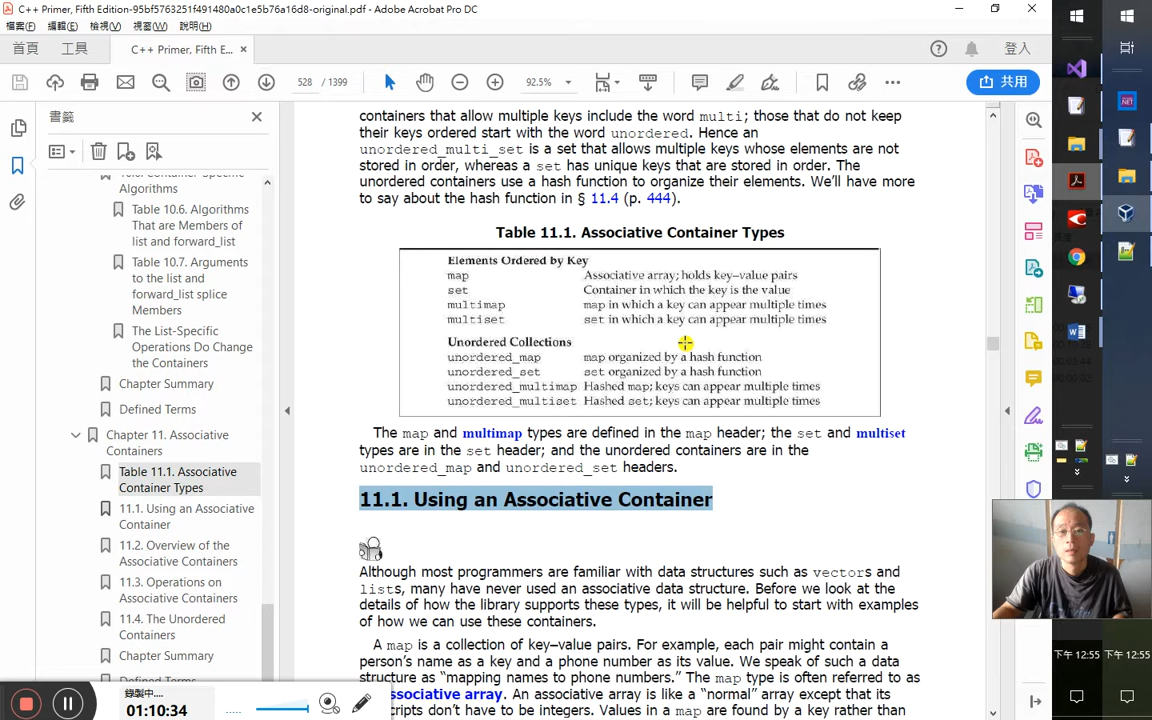 C++ Primer, Fifth Edition-95bf5763251f491480a0c1e5b76a16d8-original.pdf - Adobe Acrobat Pro DC
檔案(F) 編輯(E) 檢視(V) 視窗(W) 說明(H)
首頁 工具 C++ Primer, Fifth E... × 登入
528 / 1399 92.5% 共用
書籤
Algorithms
Table 10.6. Algorithms
That are Members of
list and forward_list
Table 10.7. Arguments
to the list and
forward_list splice
Members
The List-Specific
Operations Do Change
the Containers
Chapter Summary
Defined Terms
Chapter 11. Associative
Containers
Table 11.1. Associative
Container Types
11.1. Using an Associative
Container
11.2. Overview of the
Associative Containers
11.3. Operations on
Associative Containers
11.4. The Unordered
Containers
Chapter Summary
Defined Terms
containers that allow multiple keys include the word multi; those that do not keep
their keys ordered start with the word unordered. Hence an
unordered_multi_set is a set that allows multiple keys whose elements are not
stored in order, whereas a set has unique keys that are stored in order. The
unordered containers use a hash function to organize their elements. We’ll have more
to say about the hash function in § 11.4 (p. 444).
Table 11.1. Associative Container Types
Elements Ordered by Key
map Associative array; holds key–value pairs
set Container in which the key is the value
multimap map in which a key can appear multiple times
multiset set in which a key can appear multiple times
Unordered Collections
unordered_map map organized by a hash function
unordered_set set organized by a hash function
unordered_multimap Hashed map; keys can appear multiple times
unordered_multiset Hashed set; keys can appear multiple times
The map and multimap types are defined in the map header; the set and multiset
types are in the set header; and the unordered containers are in the
unordered_map and unordered_set headers.
11.1. Using an Associative Container
Although most programmers are familiar with data structures such as vectors and
lists, many have never used an associative data structure. Before we look at the
details of how the library supports these types, it will be helpful to start with examples
of how we can use these containers.
A map is a collection of key–value pairs. For example, each pair might contain a
person’s name as a key and a phone number as its value. We speak of such a data
structure as “mapping names to phone numbers.” The map type is often referred to as
ssociative array. An associative array is like a “normal” array except that its
cripts don’t have to be integers. Values in a map are found by a key rather than
錄製中...
01:10:34
下午 12:55 下午 12:55